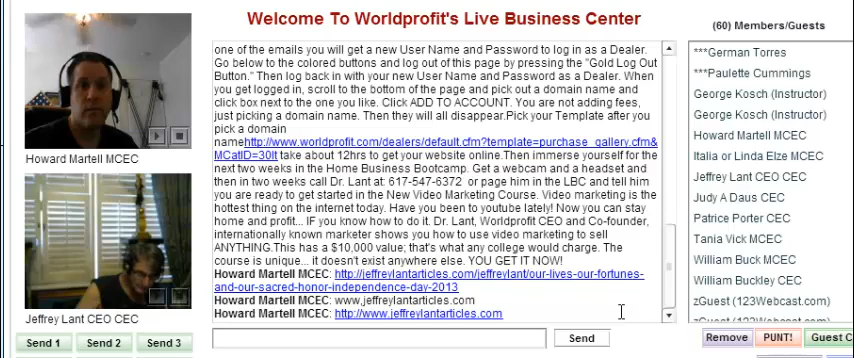 Welcome To Worldprofit's Live Business Center
(60) Members/Guests
one of the emails you will get a new User Name and Password to log in as a Dealer.
Go below to the colored buttons and log out of this page by pressing the "Gold Log Out
Button." Then log back in with your new User Name and Password as a Dealer. When
you get logged in, scroll to the bottom of the page and pick out a domain name and
click box next to the one you like. Click ADD TO ACCOUNT. You are not adding fees,
just picking a domain name. Then they will all disappear.Pick your Template after you
pick a domain
namehttp://www.worldprofit.com/dealers/default.cfm?template=purchase_gallery.cfm&
MCatID=30It take about 12hrs to get your website online.Then immerse yourself for the
next two weeks in the Home Business Bootcamp. Get a webcam and a headset and
then in two weeks call Dr. Lant at: 617-547-6372 or page him in the LBC and tell him
you are ready to get started in the New Video Marketing Course. Video marketing is the
hottest thing on the internet today. Have you been to youtube lately! Now you can stay
home and profit... IF you know how to do it. Dr. Lant, Worldprofit CEO and Co-founder,
internationally known marketer shows you how to use video marketing to sell
ANYTHING.This has a $10,000 value; that's what any college would charge. The
course is unique... it doesn't exist anywhere else. YOU GET IT NOW!
Howard Martell MCEC: http://jeffreylantarticles.com/jeffreylant/our-lives-our-fortunes-
and-our-sacred-honor-independence-day-2013
Howard Martell MCEC: www.jeffreylantarticles.com
Howard Martell MCEC: http://www.jeffreylantarticles.com
Howard Martell MCEC
Jeffrey Lant CEO CEC
Send 1
Send 2
Send 3
Send
***German Torres
***Paulette Cummings
George Kosch (Instructor)
George Kosch (Instructor)
Howard Martell MCEC
Italia or Linda Elze MCEC
Jeffrey Lant CEO CEC
Judy A Daus CEC
Patrice Porter CEC
Tania Vick MCEC
William Buck MCEC
William Buckley CEC
zGuest (123Webcast.com)
zGuest (123Webcast.com)
Remove
PUNT!
Guest C